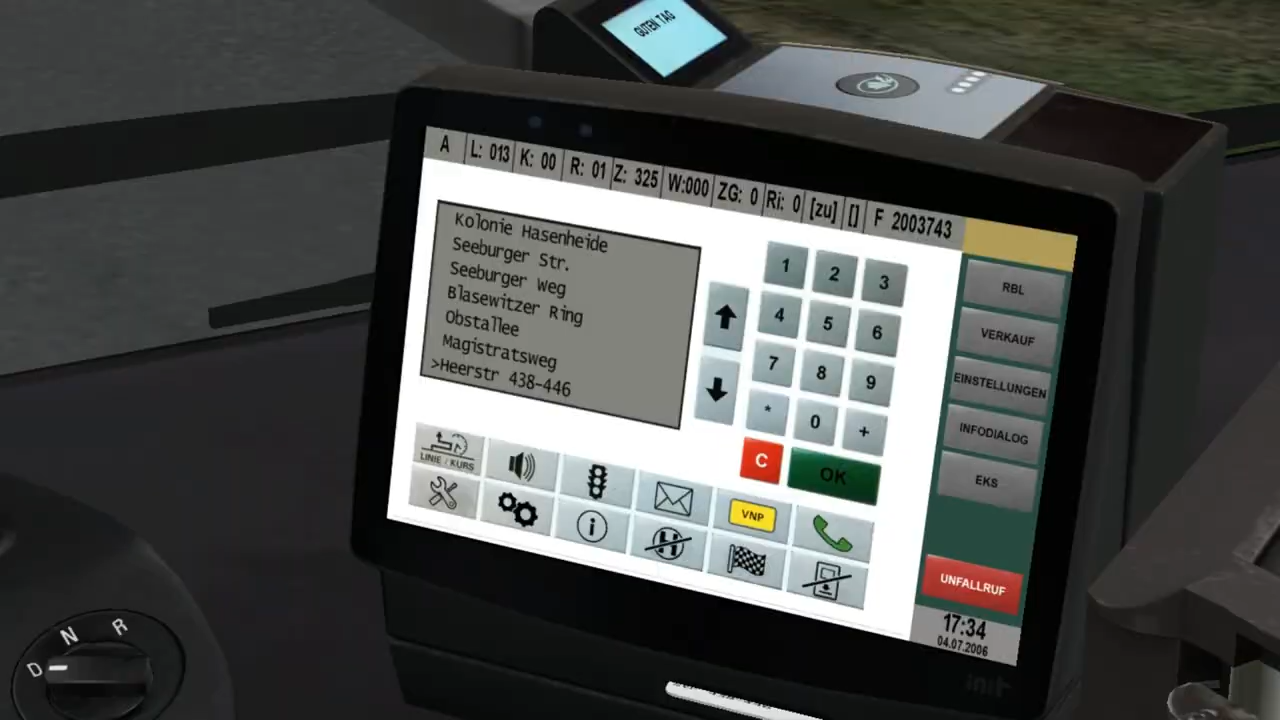 GUTEN TAG
A L: 013 K: 00 R: 01 Z: 325 W:000 ZG: 0 Ri: 0 [zu] [] F 2003743
Kolonie Hasenheide
Seeburger Str.
Seeburger Weg
Blasewitzer Ring
Obstallee
Magistratsweg
>Heerstr 438-446
1 2 3
4 5 6
7 8 9
* 0 +
C OK
RBL
VERKAUF
EINSTELLUNGEN
INFODIALOG
EKS
LINIE / KURS
VNP
H
UNFALLRUF
17:34
04.07.2006
init
D N R